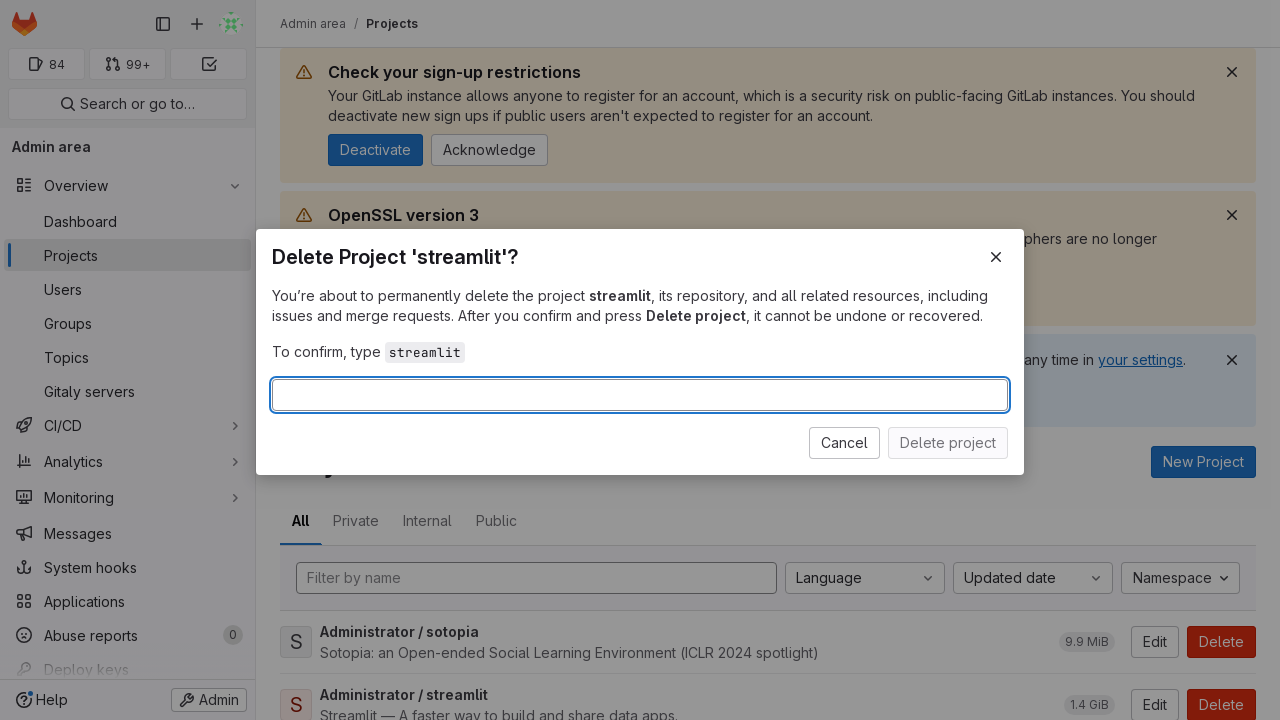 Admin area / Projects
84
99+
Search or go to…
Admin area
Overview
Dashboard
Projects
Users
Groups
Topics
Gitaly servers
CI/CD
Analytics
Monitoring
Messages
System hooks
Applications
Abuse reports
0
Deploy keys
Help
Admin
Check your sign-up restrictions
Your GitLab instance allows anyone to register for an account, which is a security risk on public-facing GitLab instances. You should
deactivate new sign ups if public users aren't expected to register for an account.
Deactivate
Acknowledge
OpenSSL version 3
phers are no longer
any time in your settings.
Delete Project 'streamlit'?
You’re about to permanently delete the project streamlit, its repository, and all related resources, including
issues and merge requests. After you confirm and press Delete project, it cannot be undone or recovered.
To confirm, type streamlit
Cancel
Delete project
New Project
All
Private
Internal
Public
Filter by name
Language
Updated date
Namespace
S
Administrator / sotopia
Sotopia: an Open-ended Social Learning Environment (ICLR 2024 spotlight)
9.9 MiB
Edit
Delete
S
Administrator / streamlit
Streamlit — A faster way to build and share data apps.
1.4 GiB
Edit
Delete